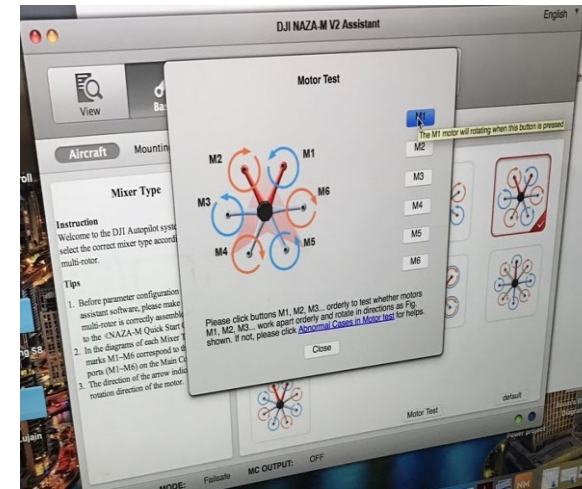 DJI NAZA-M V2 Assistant
English
View
Motor Test
Aircraft
M1
The M1 motor will rotating when this button is pressed
M2
M1
M2
M3
M6
M3
M4
M4
M5
M5
M6
Mixer Type
Instruction
Welcome to the DJI Autopilot
select the correct mixer type
multi-rotor.
Tips
1. Before parameter configuration
assistant software, please make
multi-rotor is correctly
to the <NAZA-M Quick Start
2. In the diagrams of each Mixer
marks M1~M6 correspond to
ports (M1~M6) on the Main
3. The direction of the arrow
rotation direction of the motor.
Please click buttons M1, M2, M3... orderly to test whether motors
M1, M2, M3... work apart orderly and rotate in directions as Fig.
shown. If not, please click Abnormal Cases in Motor test for helps.
Close
Motor Test
default
MODE: Failsafe MC OUTPUT: OFF
NM